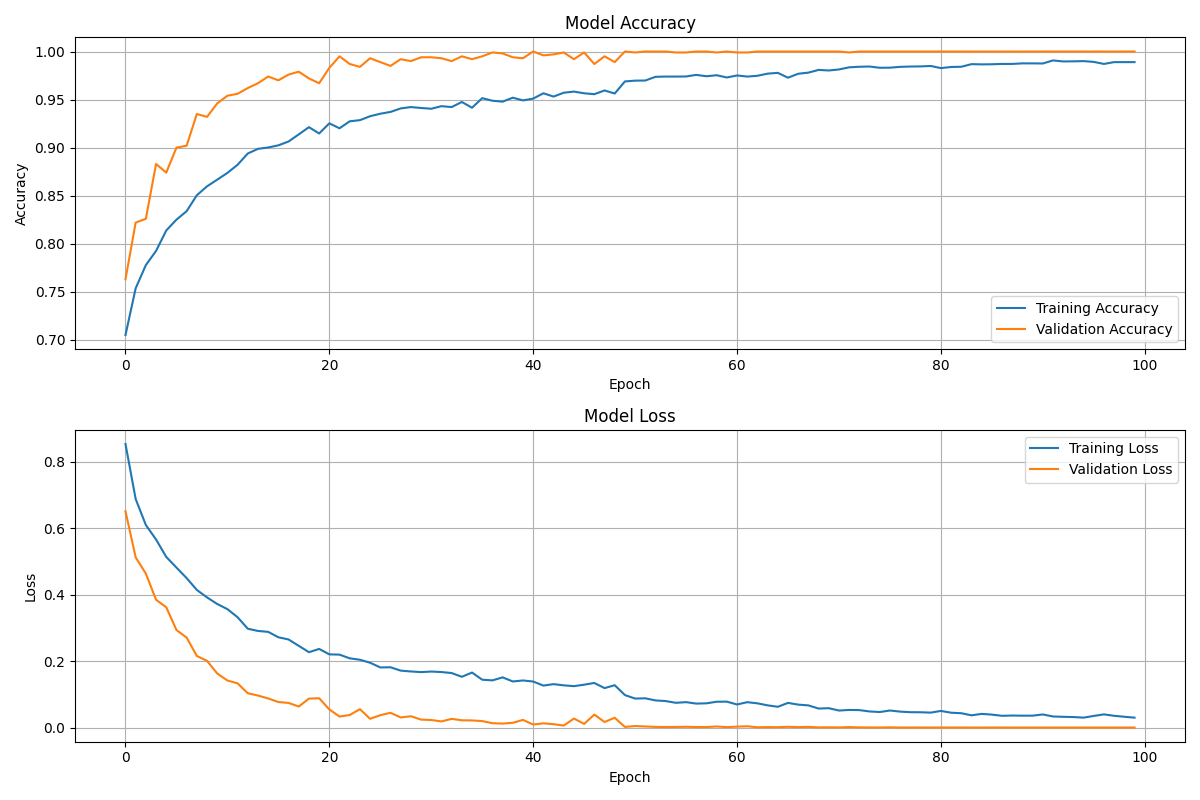 Model Accuracy
1.00
0.95
0.90
0.85
0.80
0.75
0.70
Accuracy
Training Accuracy
Validation Accuracy
0 20 40 60 80 100
Epoch
Model Loss
0.8
0.6
0.4
0.2
0.0
Loss
Training Loss
Validation Loss
0 20 40 60 80 100
Epoch